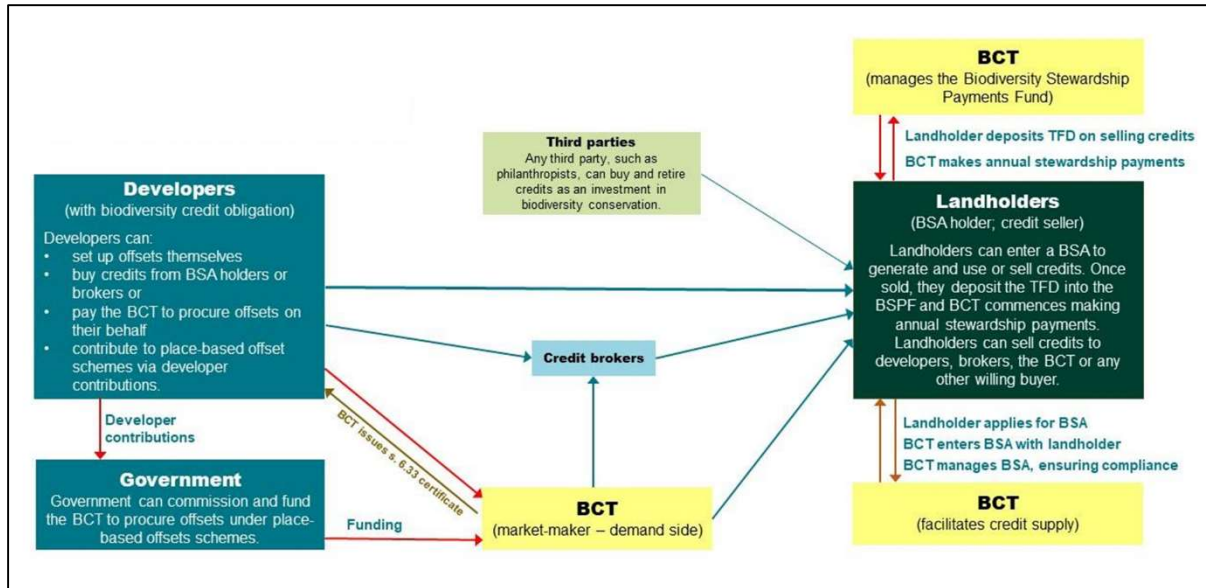 BCT
(manages the Biodiversity Stewardship
Payments Fund)
Landholder deposits TFD on selling credits
BCT makes annual stewardship payments
Third parties
Any third party, such as
philanthropists, can buy and retire
credits as an investment in
biodiversity conservation.
Developers
(with biodiversity credit obligation)
Developers can:
• set up offsets themselves
• buy credits from BSA holders or
brokers or
• pay the BCT to procure offsets on
their behalf
• contribute to place-based offset
schemes via developer
contributions.
Landholders
(BSA holder; credit seller)
Landholders can enter a BSA to
generate and use or sell credits. Once
sold, they deposit the TFD into the
BSPF and BCT commences making
annual stewardship payments.
Landholders can sell credits to
developers, brokers, the BCT or any
other willing buyer.
Credit brokers
Developer
contributions
BCT issues s. 6.33 certificate
Landholder applies for BSA
BCT enters BSA with landholder
BCT manages BSA, ensuring compliance
Government
Government can commission and fund
the BCT to procure offsets under place-
based offsets schemes.
Funding
BCT
(market-maker – demand side)
BCT
(facilitates credit supply)